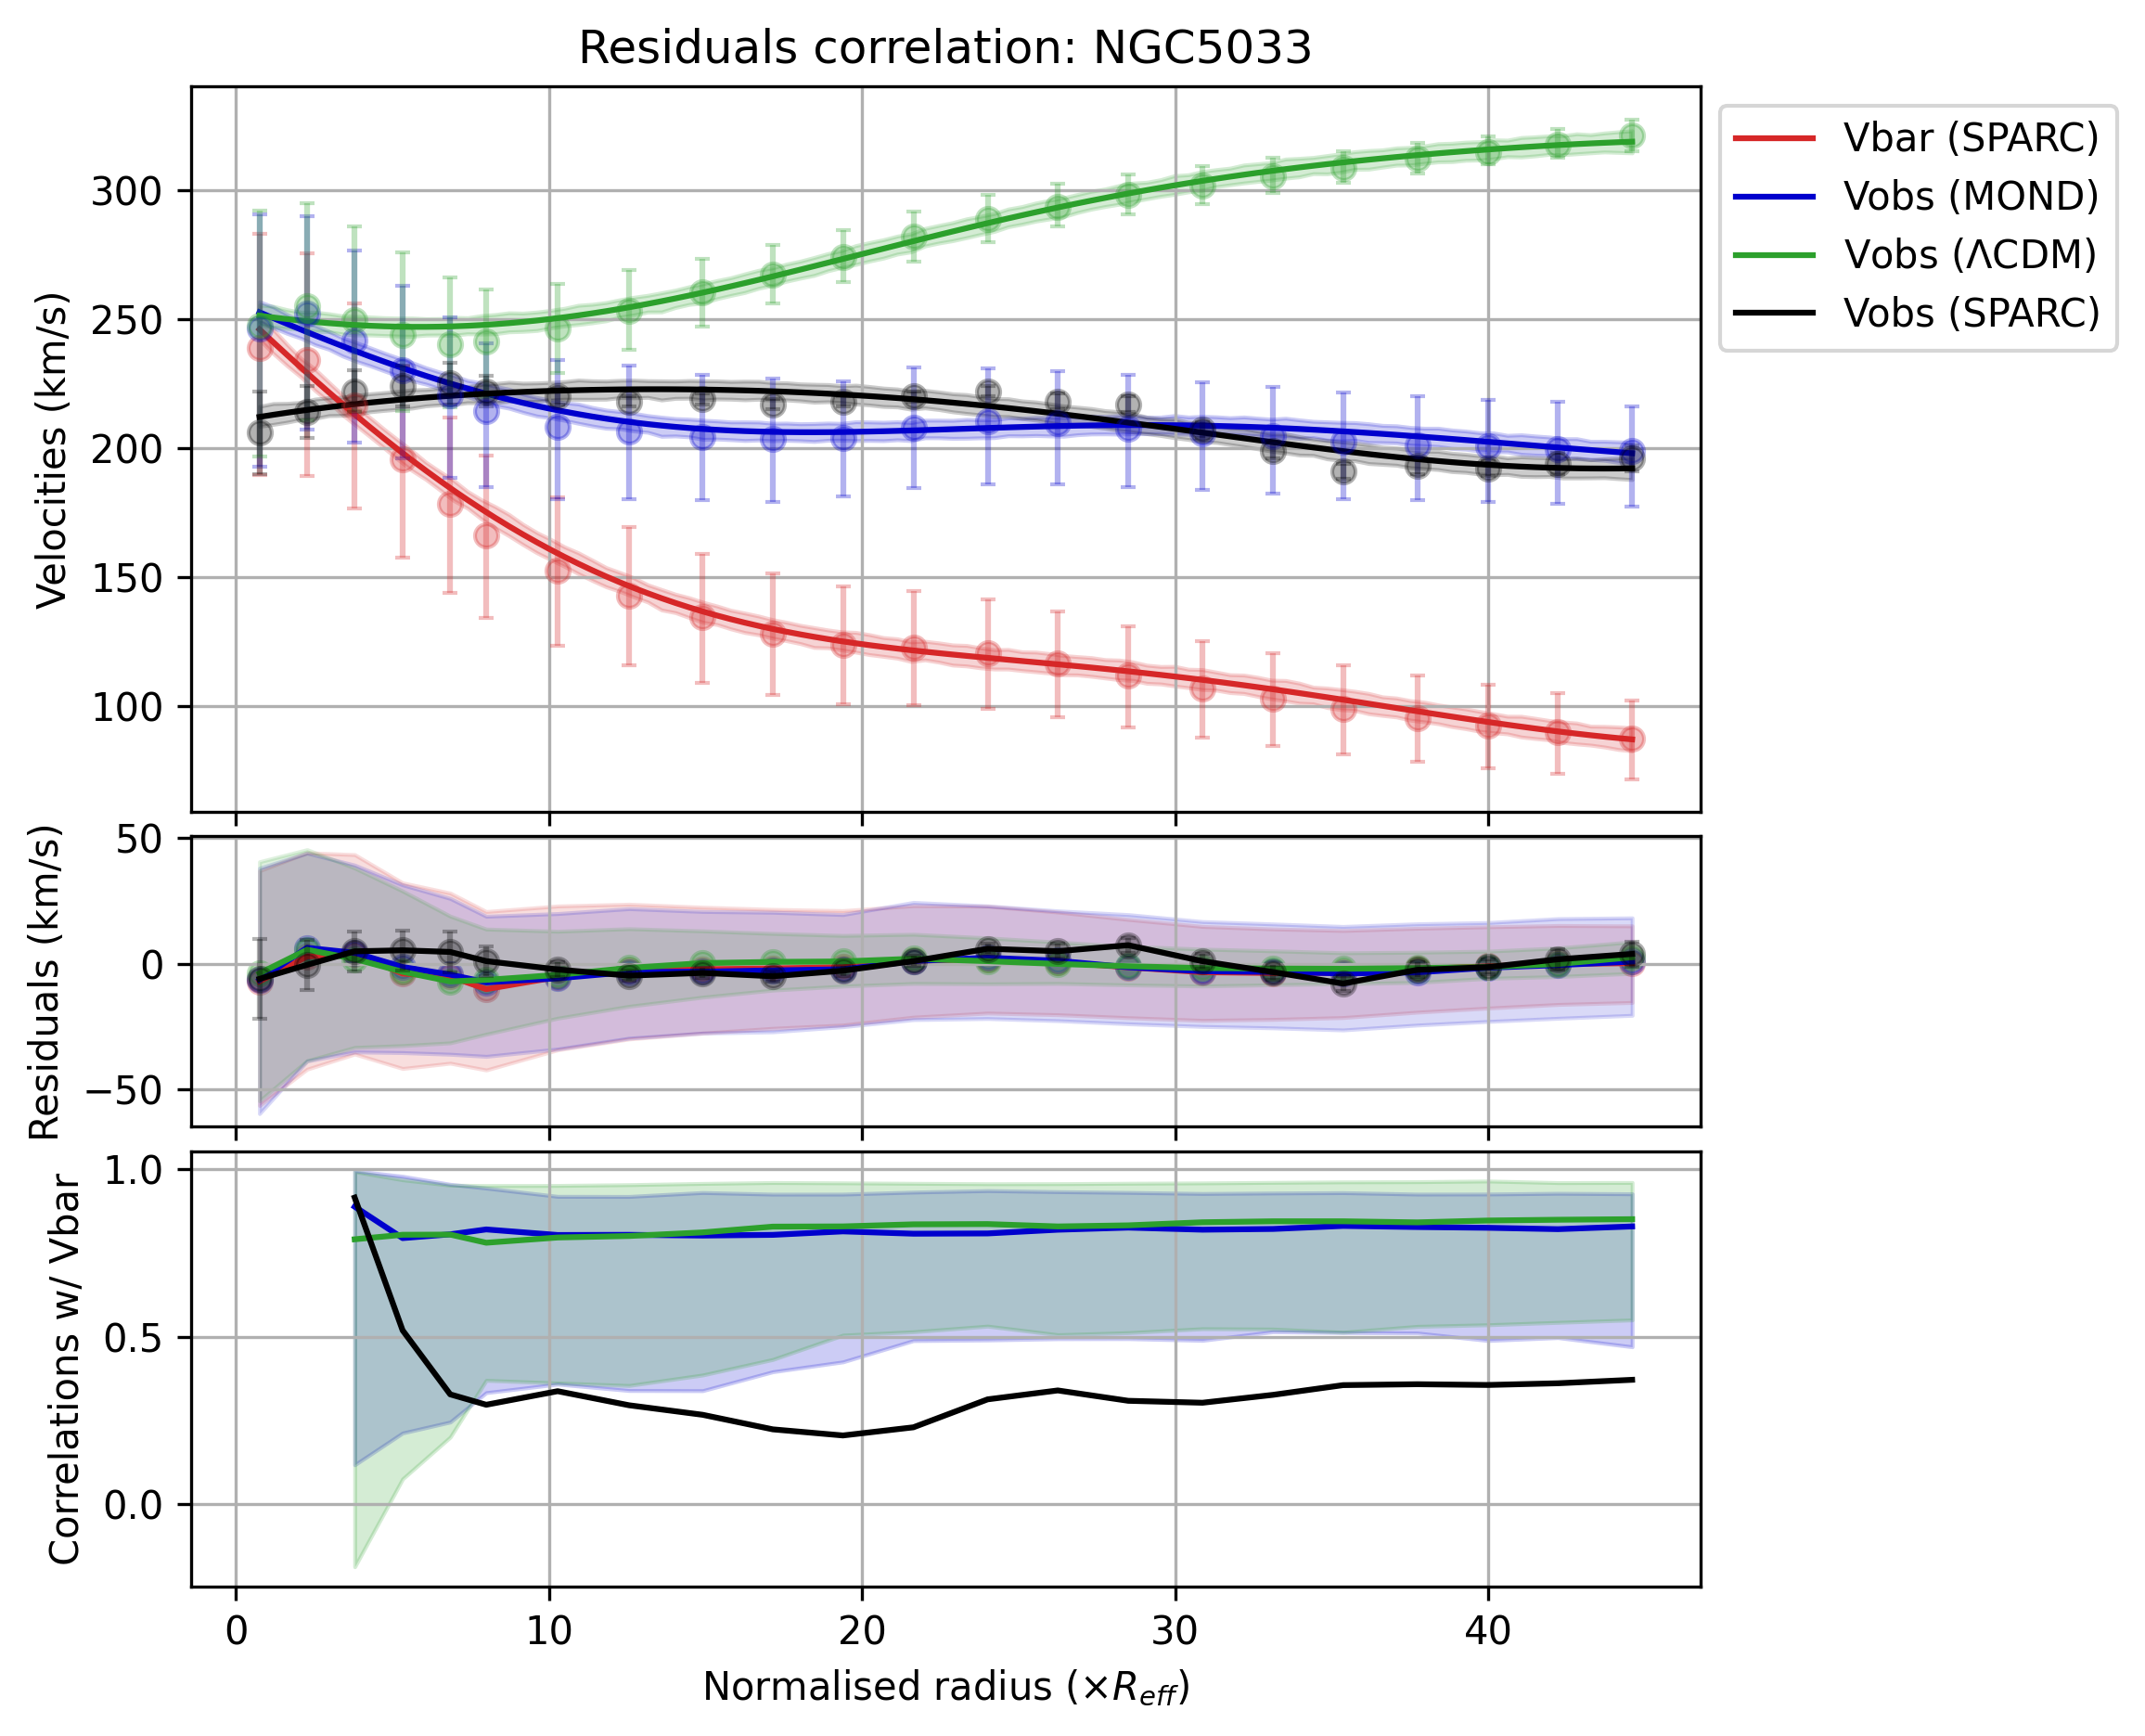 Residuals correlation: NGC5033
Vbar (SPARC)
Vobs (MOND)
Vobs (ΛCDM)
Vobs (SPARC)
Velocities (km/s)
300
250
200
150
100
Residuals (km/s)
50
0
−50
Correlations w/ Vbar
1.0
0.5
0.0
0 10 20 30 40
Normalised radius (×R_eff)